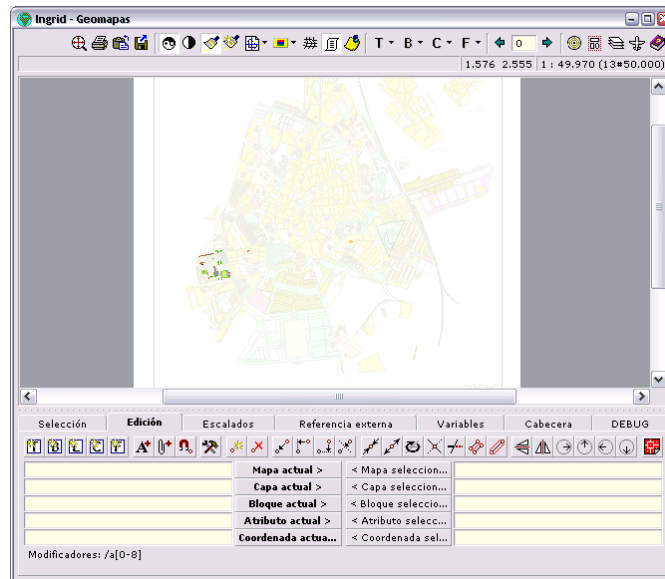 Ingrid - Geomapas
T B C F 0
1.576 2.555 1 : 49.970 (13#50.000)
Selección Edición Escalados Referencia externa Variables Cabecera DEBUG
T B C F A+
Mapa actual > < Mapa seleccion...
Capa actual > < Capa seleccion...
Bloque actual > < Bloque seleccio...
Atributo actual > < Atributo selecc...
Coordenada actua... < Coordenada sel...
Modificadores: /a[0-8]